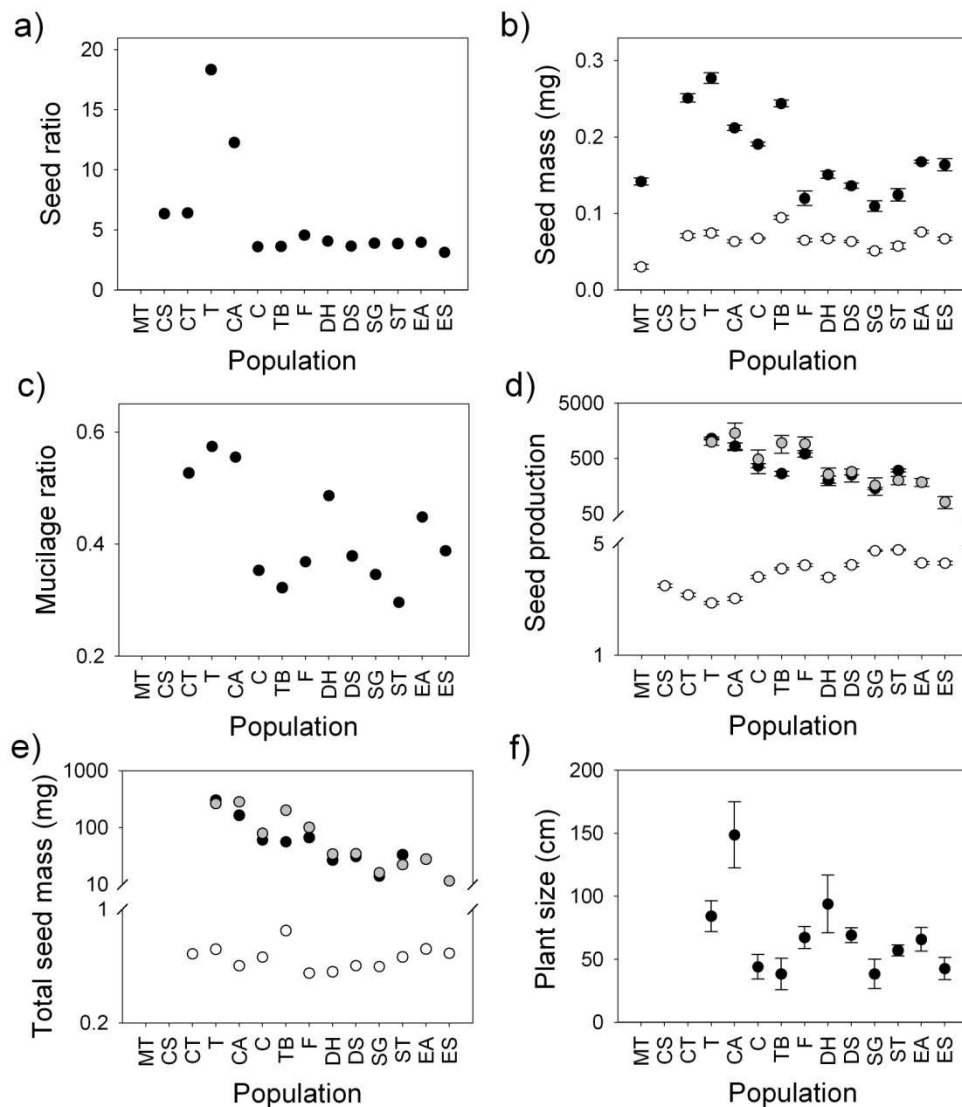 a)
20
15
10
5
0
Seed ratio
MT CS CT T CA C TB F DH DS SG ST EA ES
Population
b)
0.3
0.2
0.1
0.0
Seed mass (mg)
MT CS CT T CA C TB F DH DS SG ST EA ES
Population
c)
0.6
0.4
0.2
Mucilage ratio
MT CS CT T CA C TB F DH DS SG ST EA ES
Population
d)
5000
500
50
5
1
Seed production
MT CS CT T CA C TB F DH DS SG ST EA ES
Population
e)
1000
100
10
1
0.2
Total seed mass (mg)
MT CS CT T CA C TB F DH DS SG ST EA ES
Population
f)
200
150
100
50
0
Plant size (cm)
MT CS CT T CA C TB F DH DS SG ST EA ES
Population